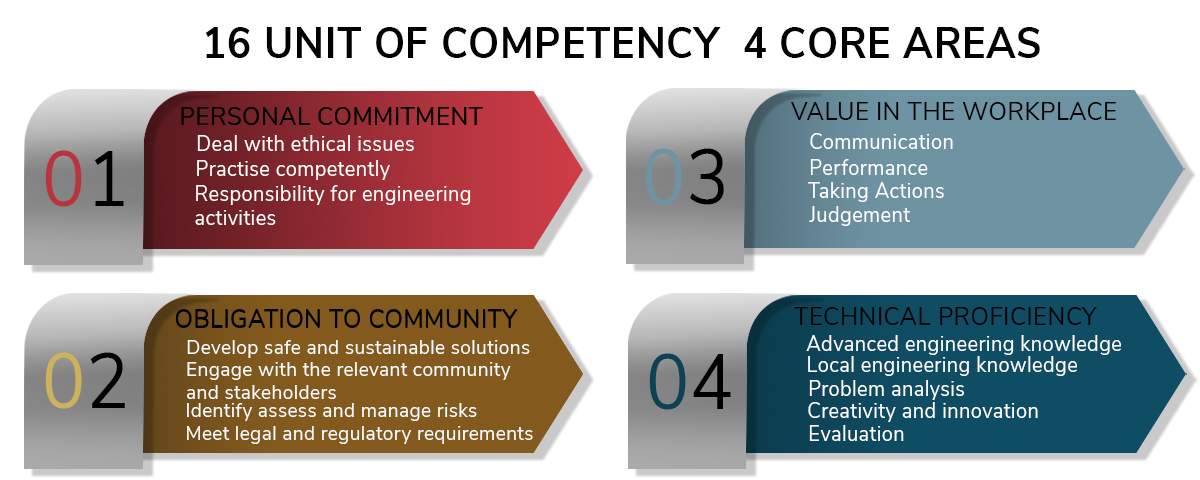 16 UNIT OF COMPETENCY 4 CORE AREAS
01
PERSONAL COMMITMENT
Deal with ethical issues
Practise competently
Responsibility for engineering
activities
02
OBLIGATION TO COMMUNITY
Develop safe and sustainable solutions
Engage with the relevant community
and stakeholders
Identify assess and manage risks
Meet legal and regulatory requirements
03
VALUE IN THE WORKPLACE
Communication
Performance
Taking Actions
Judgement
04
TECHNICAL PROFICIENCY
Advanced engineering knowledge
Local engineering knowledge
Problem analysis
Creativity and innovation
Evaluation